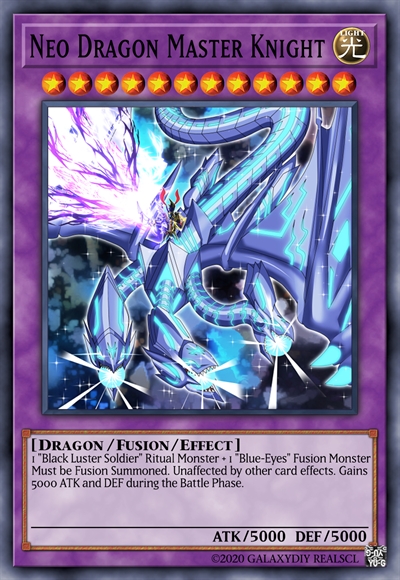 NEO DRAGON MASTER KNIGHT
LIGHT
光
[DRAGON/FUSION/EFFECT]
1 "Black Luster Soldier" Ritual Monster + 1 "Blue-Eyes" Fusion Monster
Must be Fusion Summoned. Unaffected by other card effects. Gains
5000 ATK and DEF during the Battle Phase.
ATK/5000 DEF/5000
©2020 GALAXYDIY REALSCL